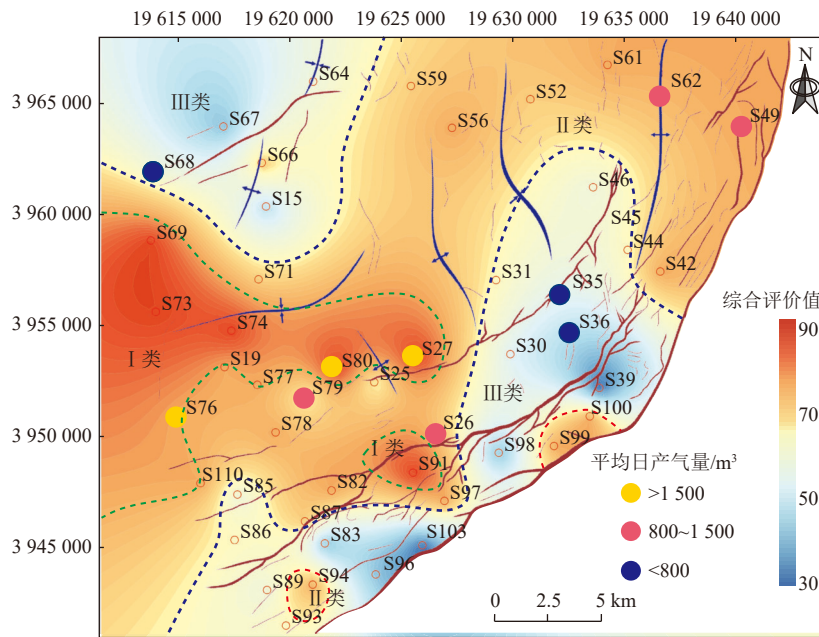 19 615 000 19 620 000 19 625 000 19 630 000 19 635 000 19 640 000
3 965 000
3 960 000
3 955 000
3 950 000
3 945 000
N
S64
S59
S61
S52
S62
III类
S67
S56
II类
S49
S68
S66
S46
S15
S45
S69
S44
S71
S31
S42
S35
S73
S74
S36
综合评价值
I类
S27
S30
90
S19
S80
S25
S39
S77
S79
III类
S76
S100
70
S26
S78
I类
S99
S98
S91
平均日产气量/m³
S110
S85
S82
S97
>1 500
50
S87
800~1 500
S86
S83
S103
<800
S96
30
S94
S89
II类
S93
0 2.5 5 km